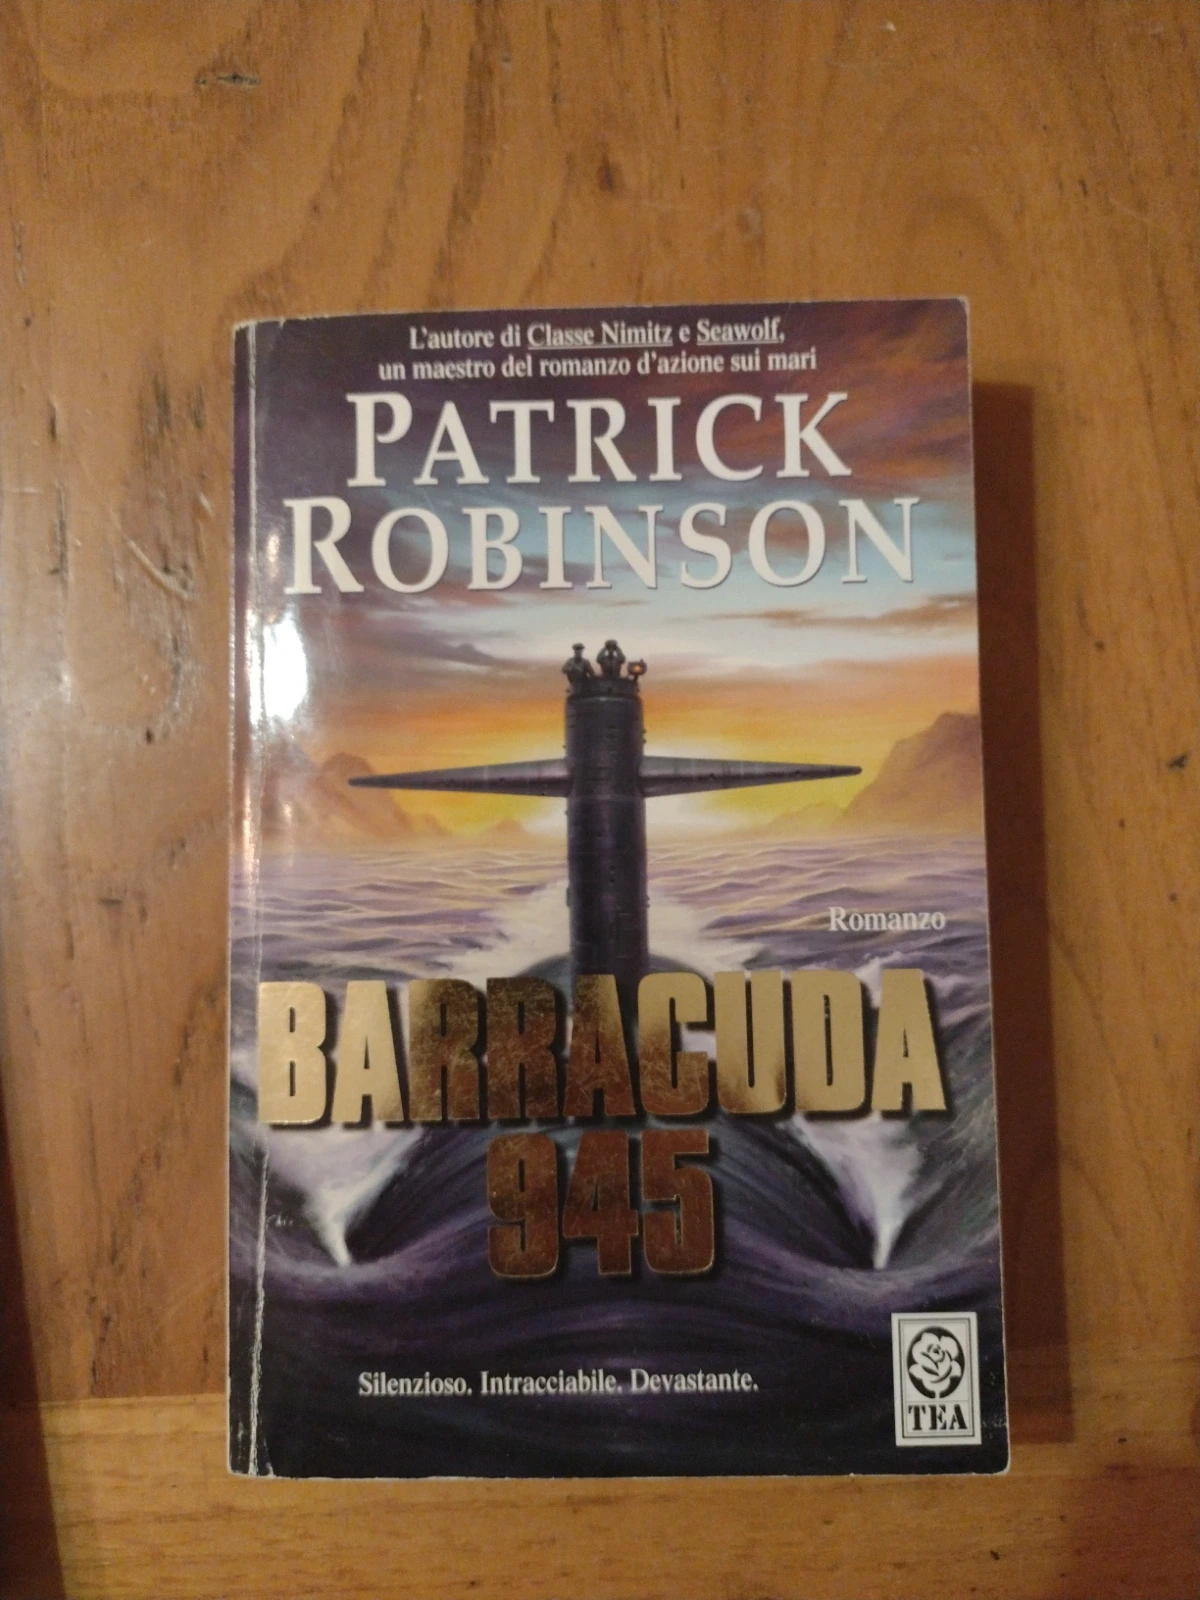 L'autore di Classe Nimitz e Seawolf,
un maestro del romanzo d'azione sui mari
PATRICK
ROBINSON
Romanzo
BARRACUDA
945
Silenzioso. Intracciabile. Devastante.
TEA